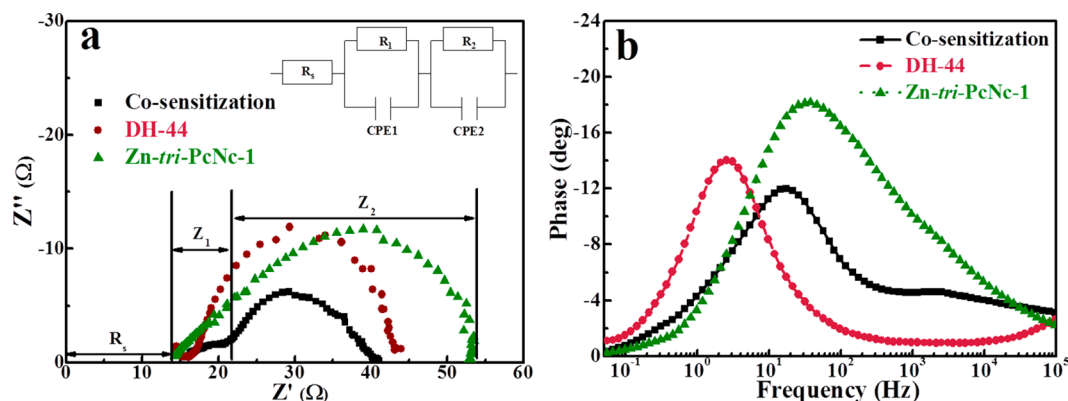 a
-30
-20
-10
0
0 10 20 30 40 50 60
Z'' (Ω)
Z' (Ω)
R₁
R₂
Rₛ
CPE1
CPE2
Co-sensitization
DH-44
Zn-tri-PcNc-1
Z₁
Z₂
Rₛ
b
-24
-20
-16
-12
-8
-4
0
10⁻¹ 10⁰ 10¹ 10² 10³ 10⁴ 10⁵
Phase (deg)
Frequency (Hz)
Co-sensitization
DH-44
Zn-tri-PcNc-1